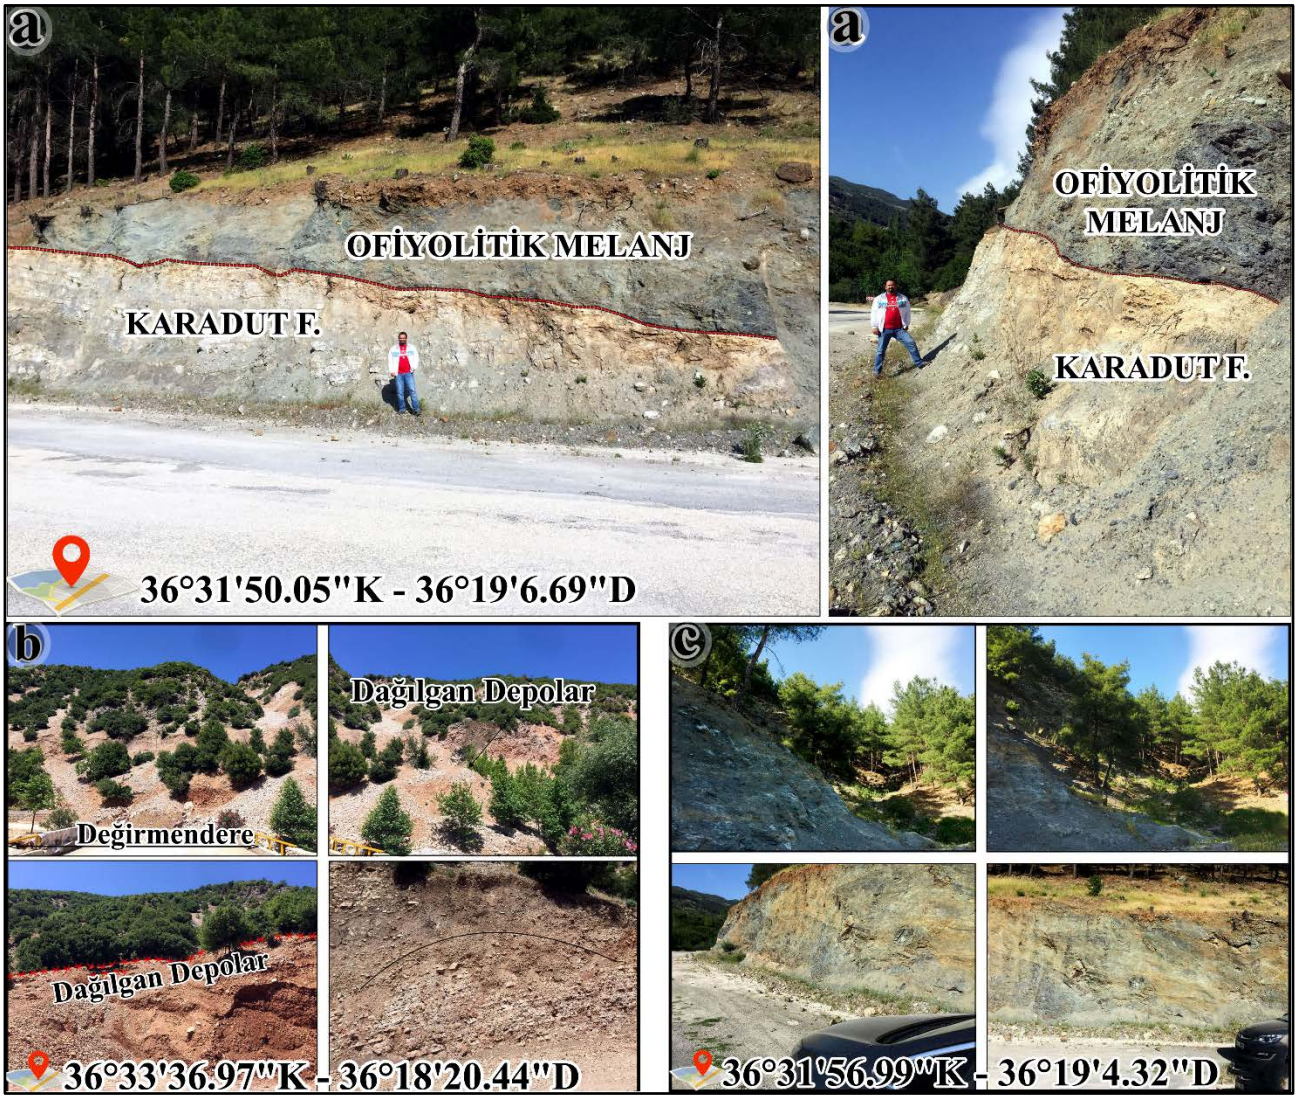 a
OFİYOLİTİK MELANJ
KARADUT F.
36°31'50.05"K - 36°19'6.69"D
a
OFİYOLİTİK
MELANJ
KARADUT F.
b
Değirmendere
Dağılgan Depolar
Dağılgan Depolar
36°33'36.97"K - 36°18'20.44"D
c
36°31'56.99"K - 36°19'4.32"D